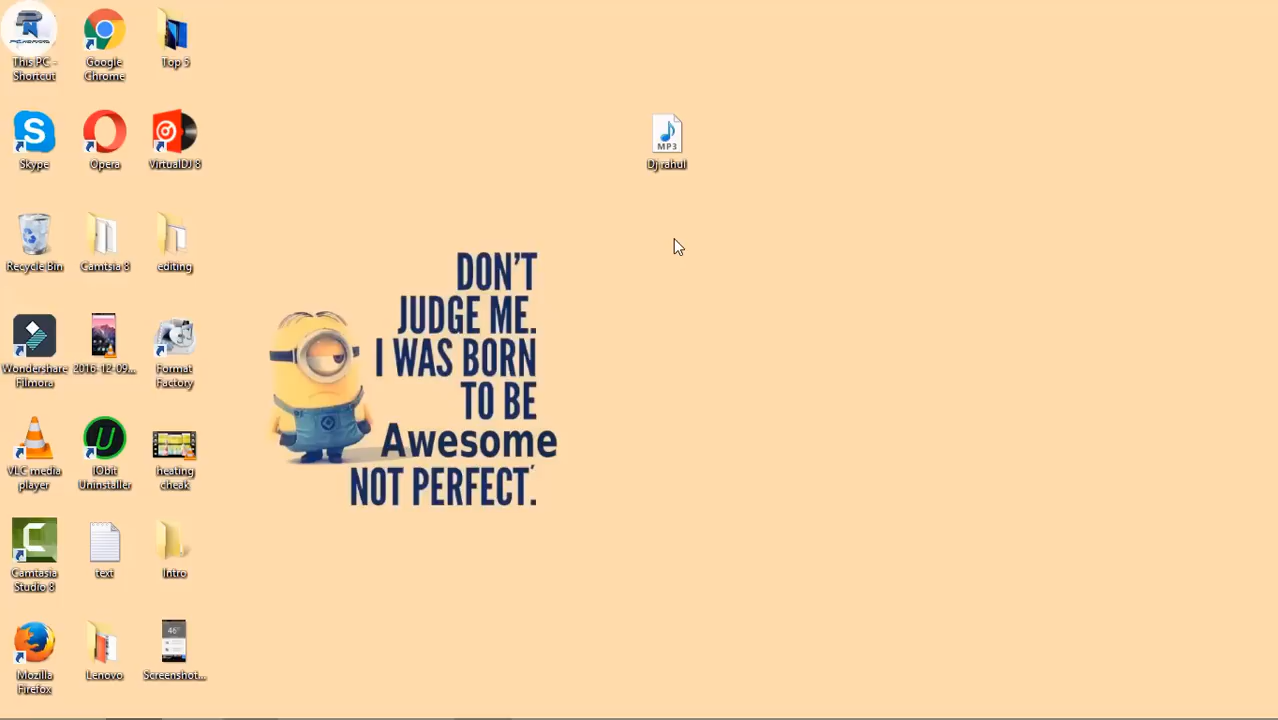 This PC -
Shortcut
Google
Chrome
Top 5
Skype
Opera
VirtualDJ 8
MP3
Dj rahul
Recycle Bin
Camtsia 8
editing
Wondershare
Filmora
2016-12-09...
Format
Factory
VLC media
player
IObit
Uninstaller
heating
cheak
Camtasia
Studio 8
text
Intro
Mozilla
Firefox
Lenovo
46°
Screenshot...
DON'T
JUDGE ME.
I WAS BORN
TO BE
Awesome
NOT PERFECT.